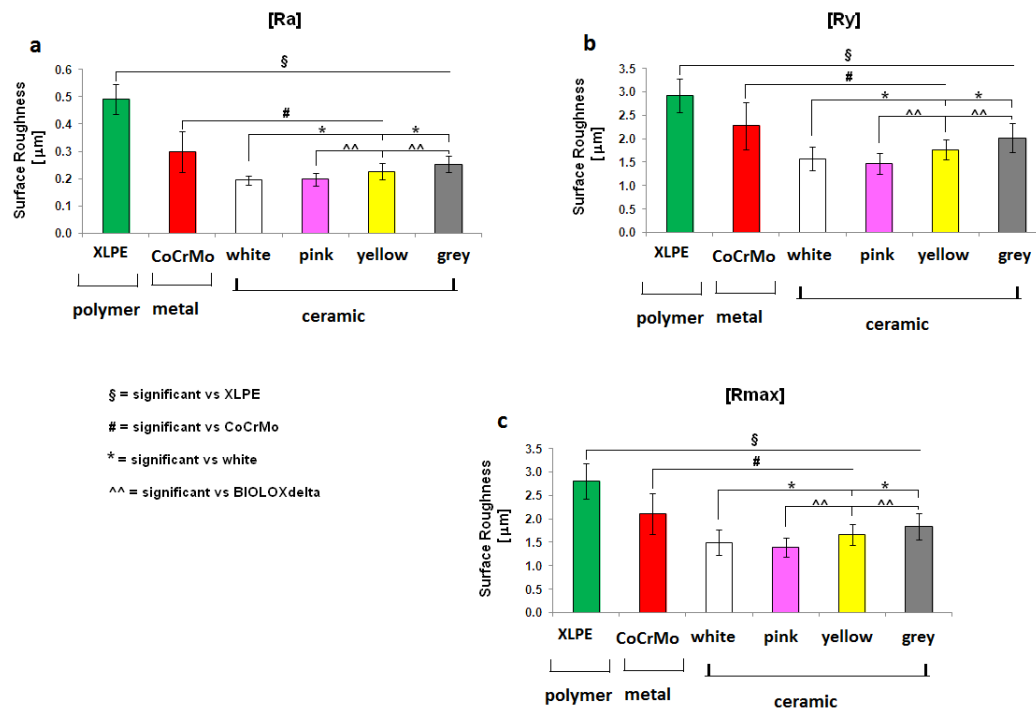 [Ra]
a
§
#
* *
^^ ^^
Surface Roughness
[µm]
0.6
0.5
0.4
0.3
0.2
0.1
0.0
XLPE CoCrMo white pink yellow grey
polymer metal ceramic
[Ry]
b
§
#
* *
^^ ^^
Surface Roughness
[µm]
3.5
3.0
2.5
2.0
1.5
1.0
0.5
0.0
XLPE CoCrMo white pink yellow grey
polymer metal ceramic
§ = significant vs XLPE
# = significant vs CoCrMo
* = significant vs white
^^ = significant vs BIOLOXdelta
[Rmax]
c
§
#
* *
^^ ^^
Surface Roughness
[µm]
3.5
3.0
2.5
2.0
1.5
1.0
0.5
0.0
XLPE CoCrMo white pink yellow grey
polymer metal ceramic